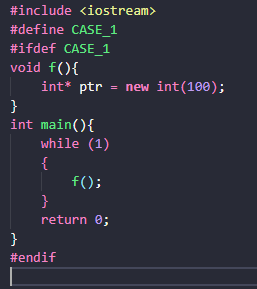 #include <iostream>
#define CASE_1
#ifdef CASE_1
void f(){
    int* ptr = new int(100);
}
int main(){
    while (1)
    {
        f();
    }
    return 0;
}
#endif